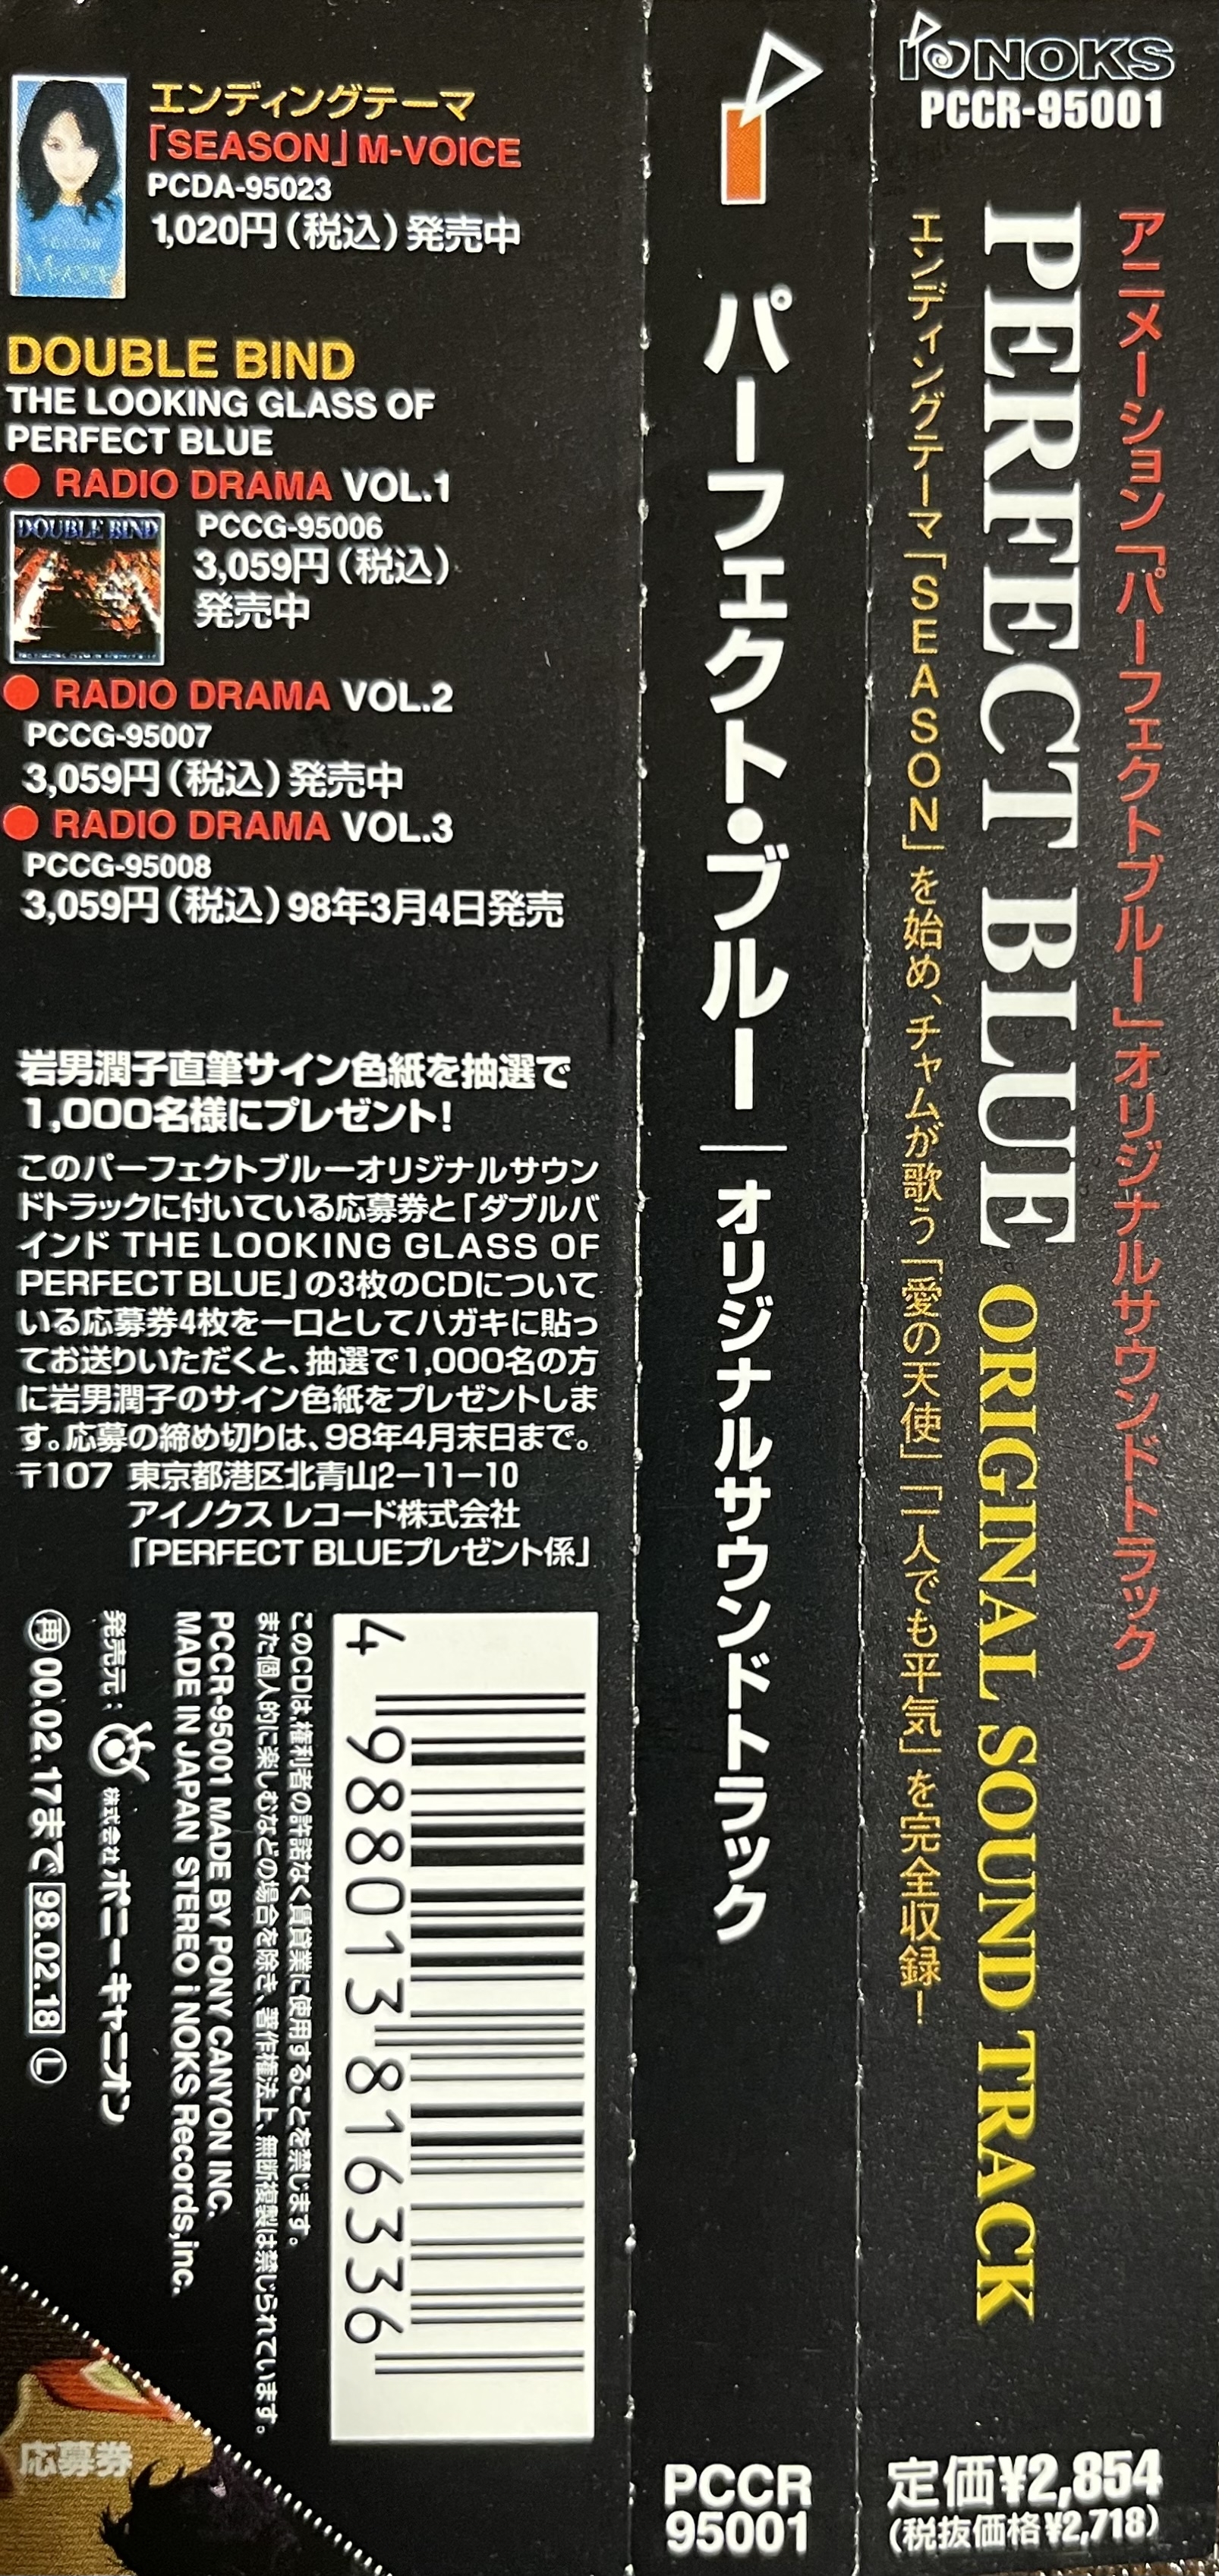 iNOKS
PCCR-95001
アニメーション「パーフェクトブルー」オリジナルサウンドトラック
PERFECT BLUE ORIGINAL SOUND TRACK
エンディングテーマ「SEASON」を始め、チャムが歌う「愛の天使」「一人でも平気」を完全収録!
定価¥2,854
(税抜価格¥2,718)
パーフェクト・ブルー オリジナルサウンドトラック
PCCR
95001
エンディングテーマ
「SEASON」M-VOICE
PCDA-95023
1,020円(税込)発売中
DOUBLE BIND
THE LOOKING GLASS OF
PERFECT BLUE
● RADIO DRAMA VOL.1
DOUBLE BIND
PCCG-95006
3,059円(税込)
発売中
● RADIO DRAMA VOL.2
PCCG-95007
3,059円(税込)発売中
● RADIO DRAMA VOL.3
PCCG-95008
3,059円(税込)98年3月4日発売
岩男潤子直筆サイン色紙を抽選で
1,000名様にプレゼント!
このパーフェクトブルーオリジナルサウン
ドトラックに付いている応募券と「ダブルバ
インド THE LOOKING GLASS OF
PERFECT BLUE」の3枚のCDについて
いる応募券4枚を一口としてハガキに貼っ
てお送りいただくと、抽選で1,000名の方
に岩男潤子のサイン色紙をプレゼントしま
す。応募の締め切りは、98年4月末日まで。
〒107 東京都港区北青山2-11-10
アイノクス レコード株式会社
「PERFECT BLUEプレゼント係」
4 988013 816336
このCDは、権利者の許諾なく賃貸業に使用することを禁じます。
また個人的に楽しむなどの場合を除き、著作権法上、無断複製は禁じられています。
PCCR-95001 MADE BY PONY CANYON INC.
MADE IN JAPAN STEREO i NOKS Records,inc.
発売元:株式会社ポニーキャニオン
再00.02.17まで 98.02.18 Ⓛ
応募券